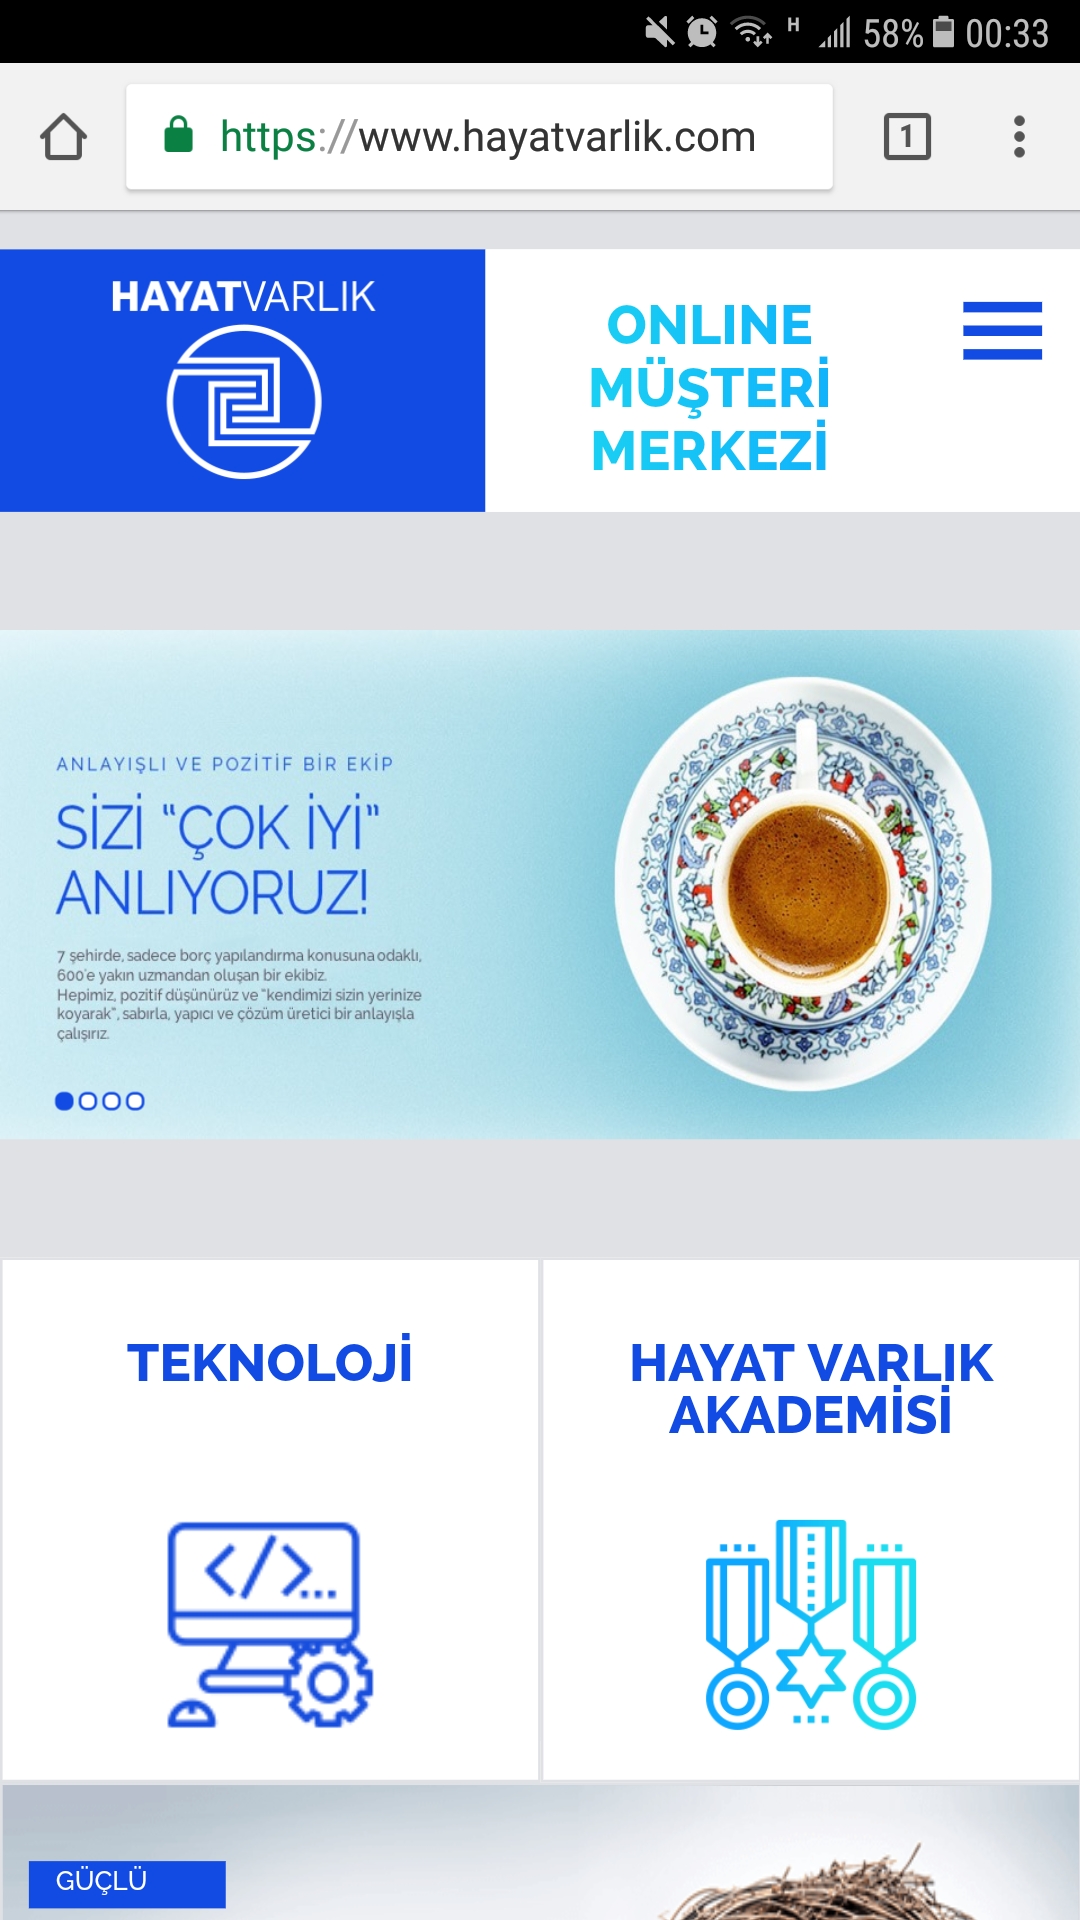 H 58% 00:33
https://www.hayatvarlik.com
1
HAYATVARLIK
ONLINE
MÜŞTERİ
MERKEZİ
ANLAYIŞLI VE POZİTİF BİR EKİP
SİZİ “ÇOK İYİ”
ANLIYORUZ!
7 şehirde, sadece borç yapılandırma konusuna odaklı,
600'e yakın uzmandan oluşan bir ekibiz.
Hepimiz, pozitif düşünürüz ve “kendimizi sizin yerinize
koyarak”, sabırla, yapıcı ve çözüm üretici bir anlayışla
çalışırız.
TEKNOLOJİ
HAYAT VARLIK
AKADEMİSİ
GÜÇLÜ